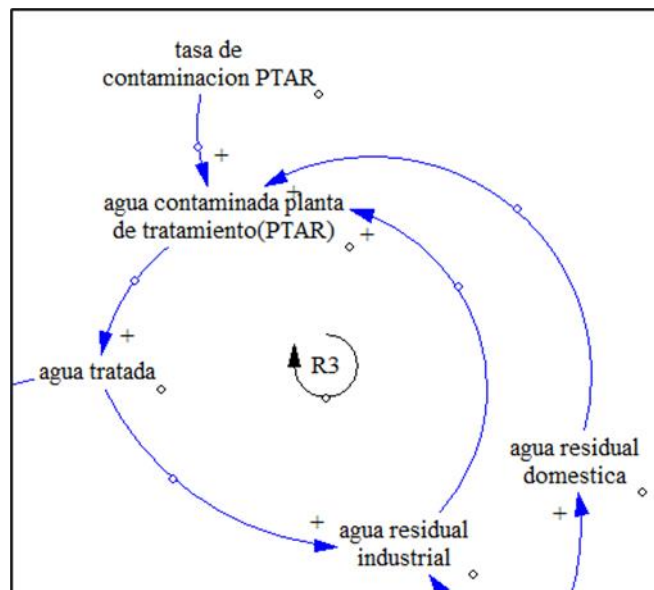 tasa de
contaminacion PTAR
+
agua contaminada planta
+
de tratamiento(PTAR)
+
+
agua tratada
R3
agua residual
domestica
+
+
agua residual
industrial